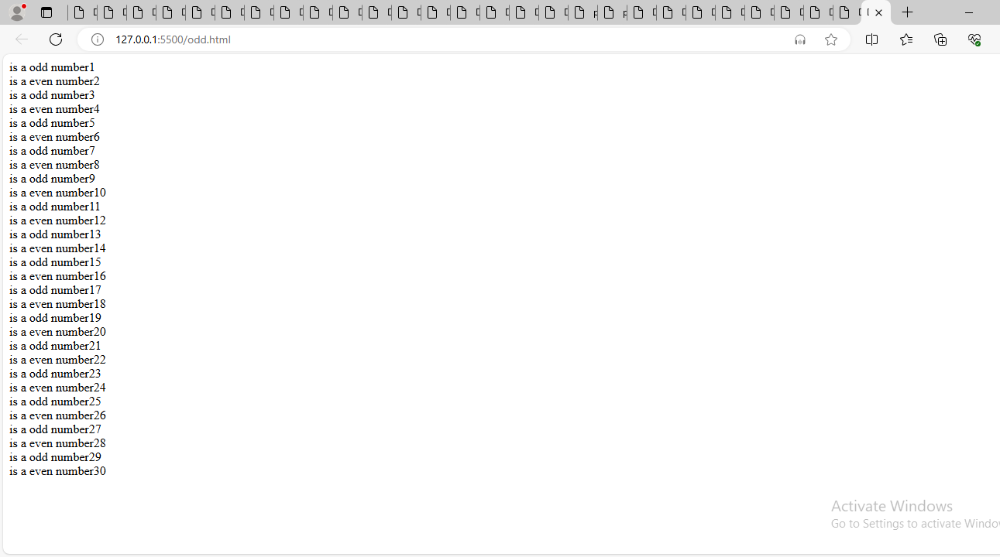 127.0.0.1:5500/odd.html
is a odd number1
is a even number2
is a odd number3
is a even number4
is a odd number5
is a even number6
is a odd number7
is a even number8
is a odd number9
is a even number10
is a odd number11
is a even number12
is a odd number13
is a even number14
is a odd number15
is a even number16
is a odd number17
is a even number18
is a odd number19
is a even number20
is a odd number21
is a even number22
is a odd number23
is a even number24
is a odd number25
is a even number26
is a odd number27
is a even number28
is a odd number29
is a even number30
Activate Windows
Go to Settings to activate Windo